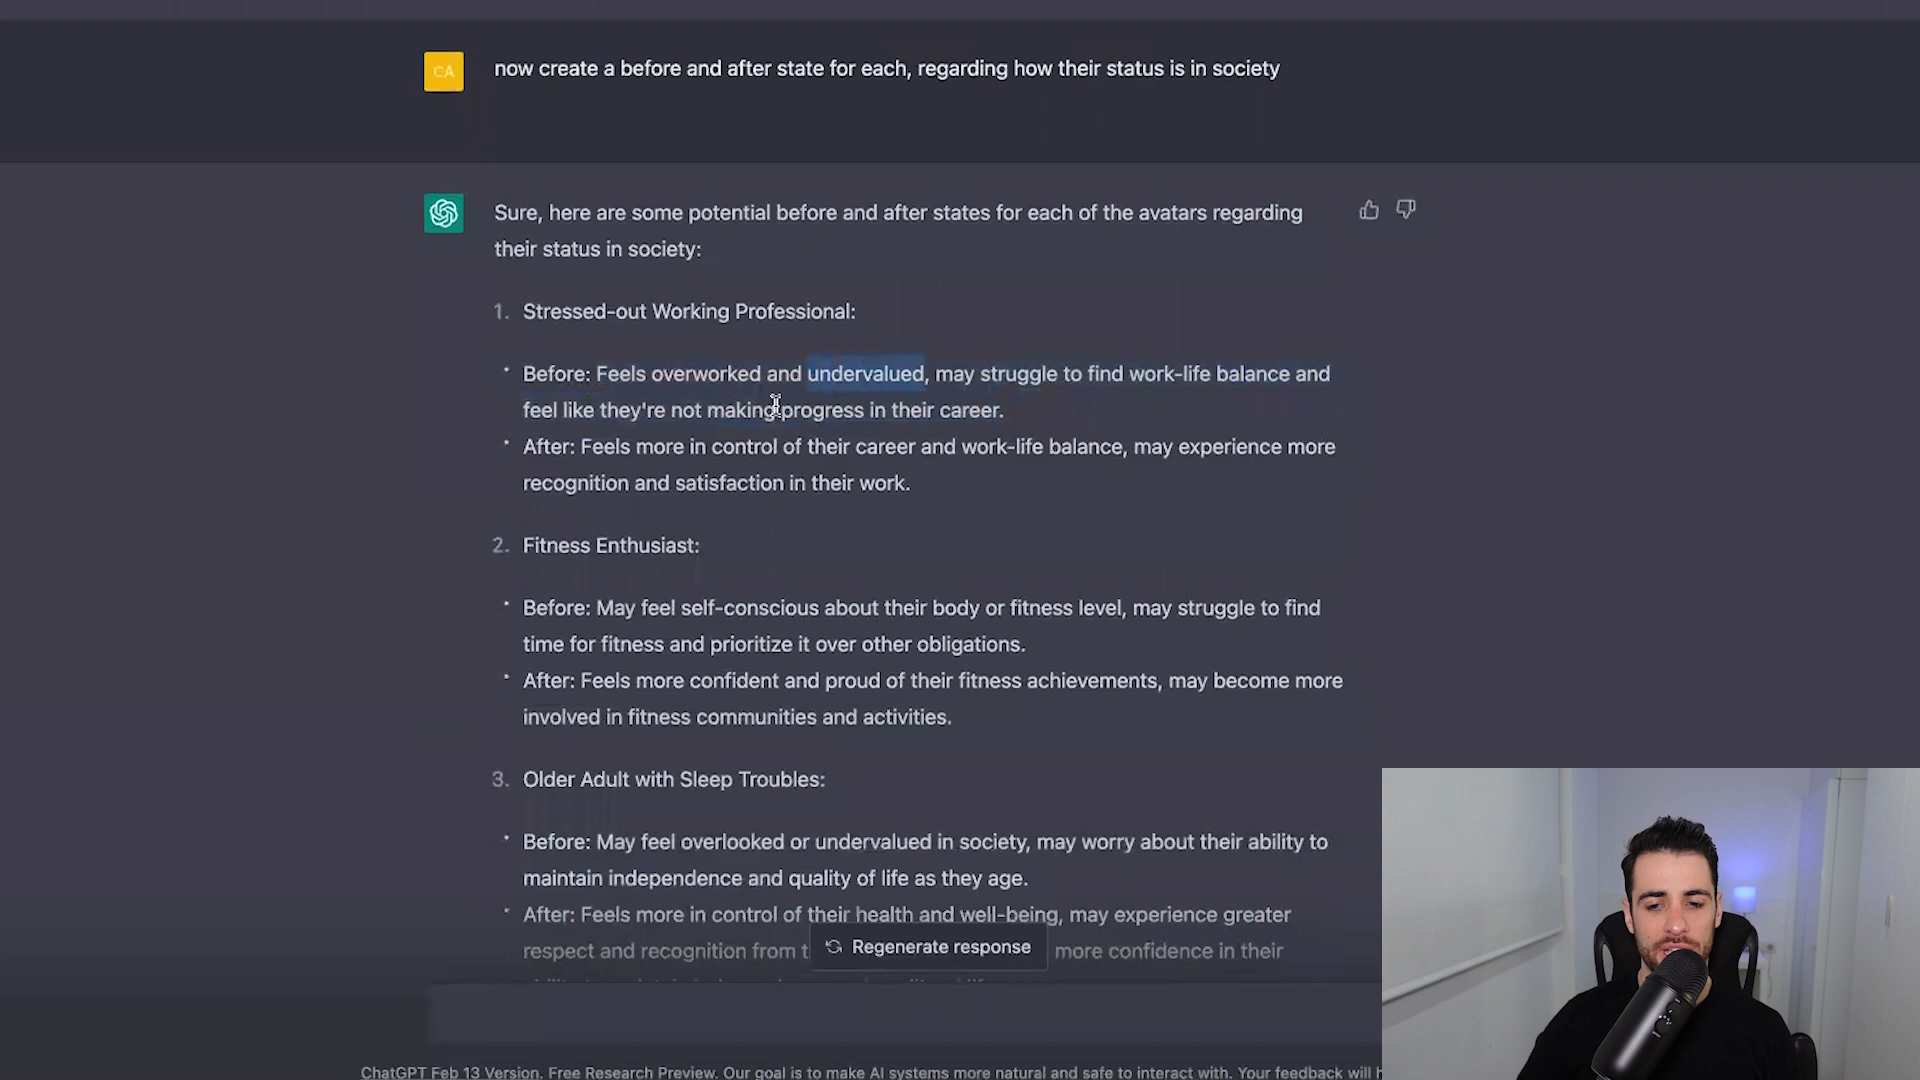 CA
now create a before and after state for each, regarding how their status is in society
Sure, here are some potential before and after states for each of the avatars regarding
their status in society:
1. Stressed-out Working Professional:
Before: Feels overworked and undervalued, may struggle to find work-life balance and
feel like they're not making progress in their career.
After: Feels more in control of their career and work-life balance, may experience more
recognition and satisfaction in their work.
2. Fitness Enthusiast:
Before: May feel self-conscious about their body or fitness level, may struggle to find
time for fitness and prioritize it over other obligations.
After: Feels more confident and proud of their fitness achievements, may become more
involved in fitness communities and activities.
3. Older Adult with Sleep Troubles:
Before: May feel overlooked or undervalued in society, may worry about their ability to
maintain independence and quality of life as they age.
After: Feels more in control of their health and well-being, may experience greater
respect and recognition from more confidence in their
Regenerate response
ChatGPT Feb 13 Version. Free Research Preview. Our goal is to make AI systems more natural and safe to interact with. Your feedback will